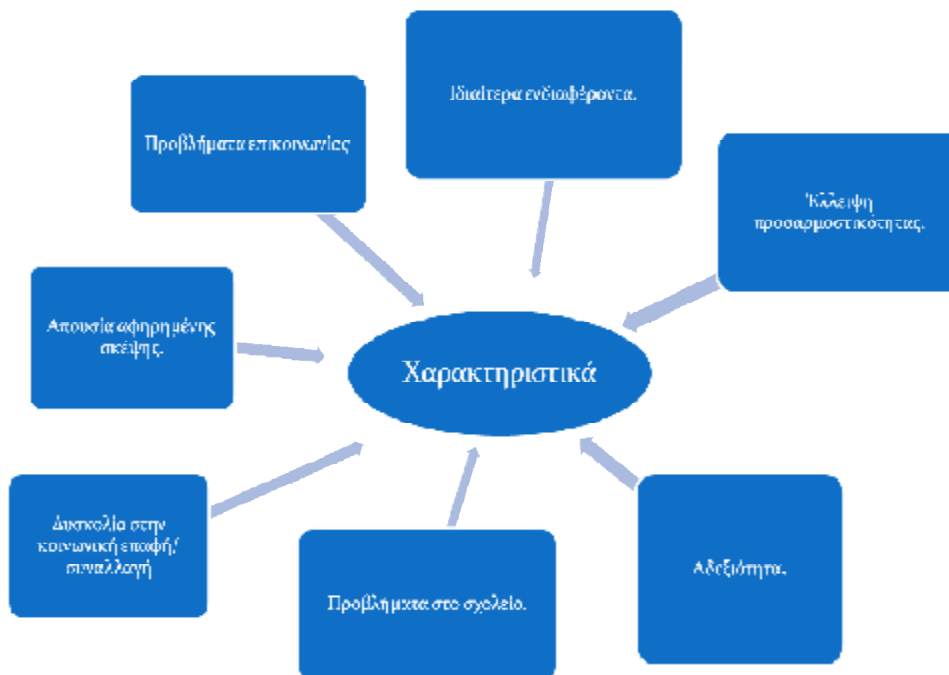 Ιδιαίτερα ενδιαφέροντα.
Προβλήματα επικοινωνίας
Έλλειψη
προσαρμοστικότητας.
Απουσία αφηρημένης
σκέψης.
Χαρακτηριστικά
Δυσκολία στην
κοινωνική επαφή/
συναλλαγή
Προβλήματα στο σχολείο.
Αδεξιότητα.